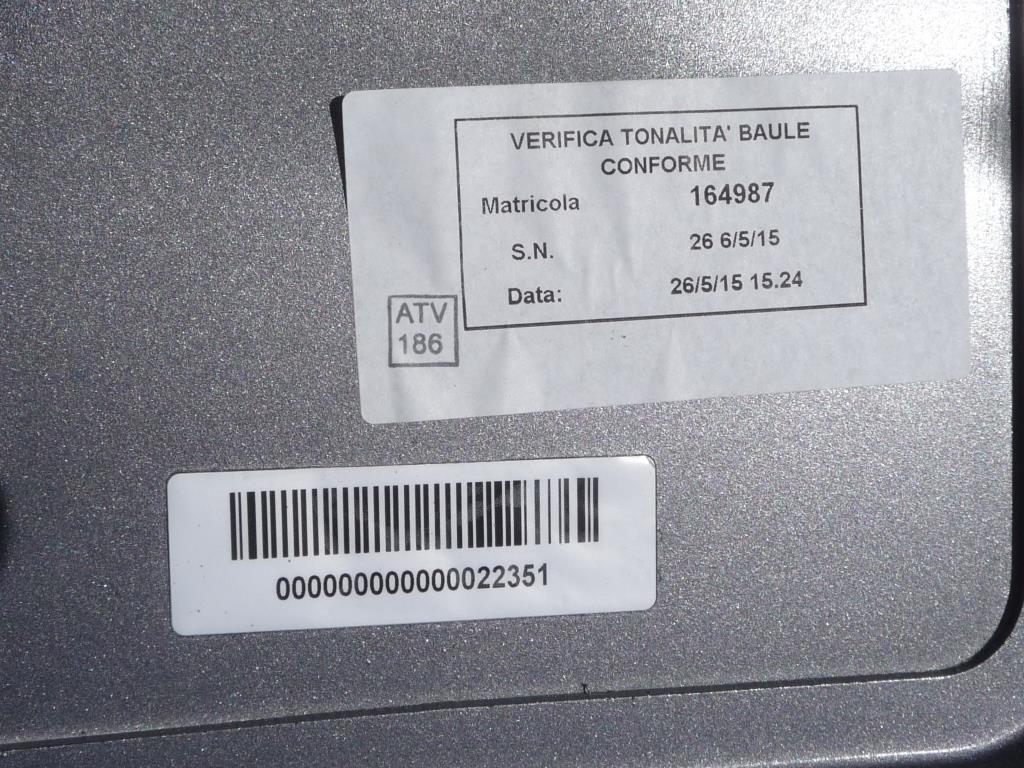 VERIFICA TONALITA' BAULE
CONFORME
Matricola 164987
S.N. 26 6/5/15
Data: 26/5/15 15.24
ATV
186
000000000000022351